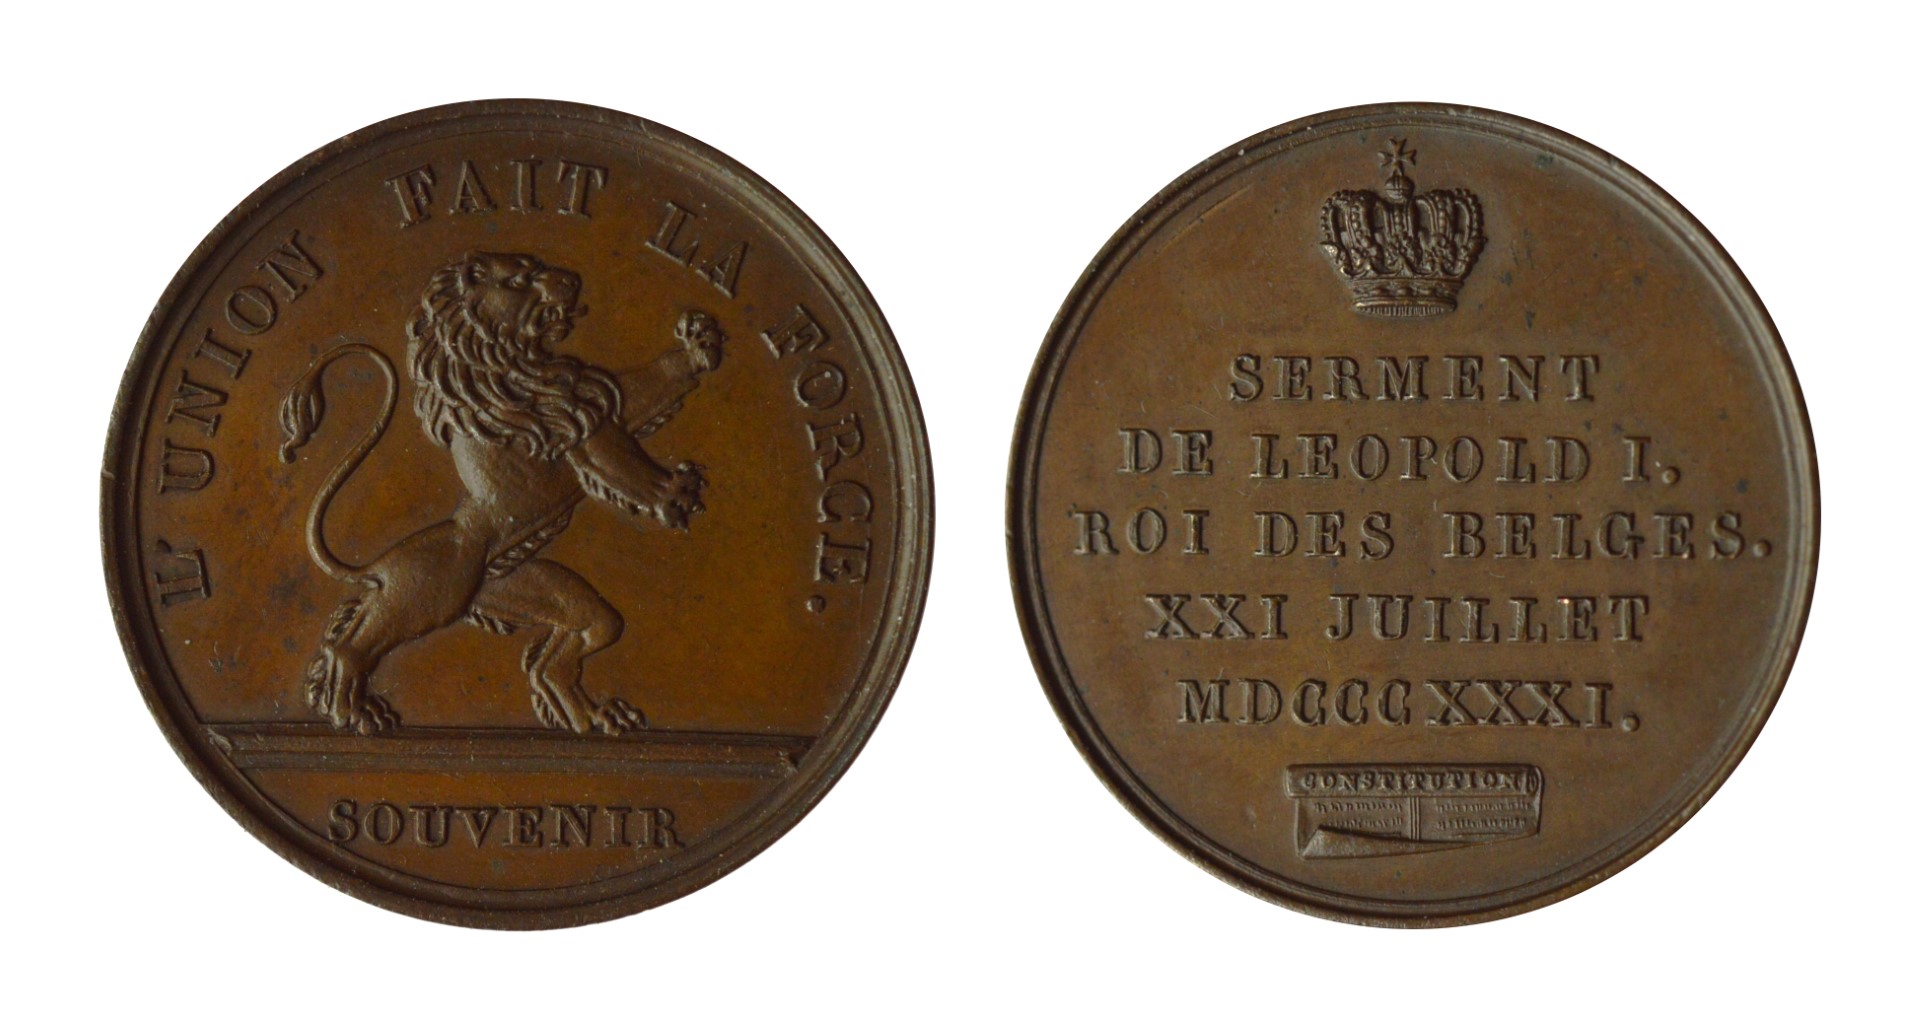 L'UNION FAIT LA FORCE.
SOUVENIR
SERMENT
DE LEOPOLD I.
ROI DES BELGES.
XXI JUILLET
MDCCCXXXI.
CONSTITUTION